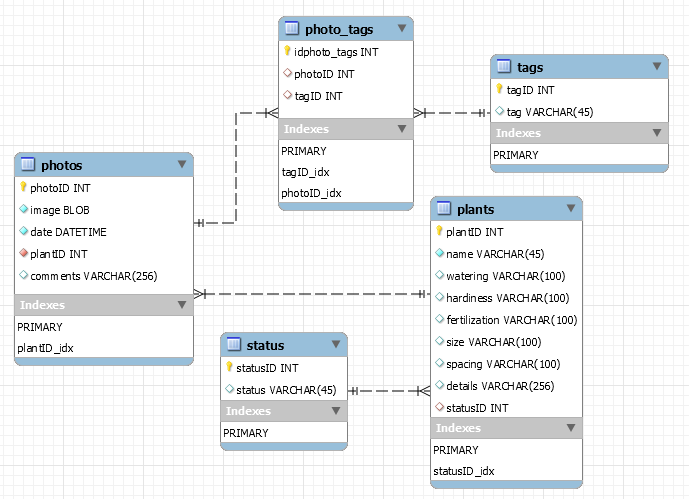 photo_tags
idphoto_tags INT
photoID INT
tagID INT
Indexes
PRIMARY
tagID_idx
photoID_idx
tags
tagID INT
tag VARCHAR(45)
Indexes
PRIMARY
photos
photoID INT
image BLOB
date DATETIME
plantID INT
comments VARCHAR(256)
Indexes
PRIMARY
plantID_idx
plants
plantID INT
name VARCHAR(45)
watering VARCHAR(100)
hardiness VARCHAR(100)
fertilization VARCHAR(100)
size VARCHAR(100)
spacing VARCHAR(100)
details VARCHAR(256)
statusID INT
Indexes
PRIMARY
statusID_idx
status
statusID INT
status VARCHAR(45)
Indexes
PRIMARY